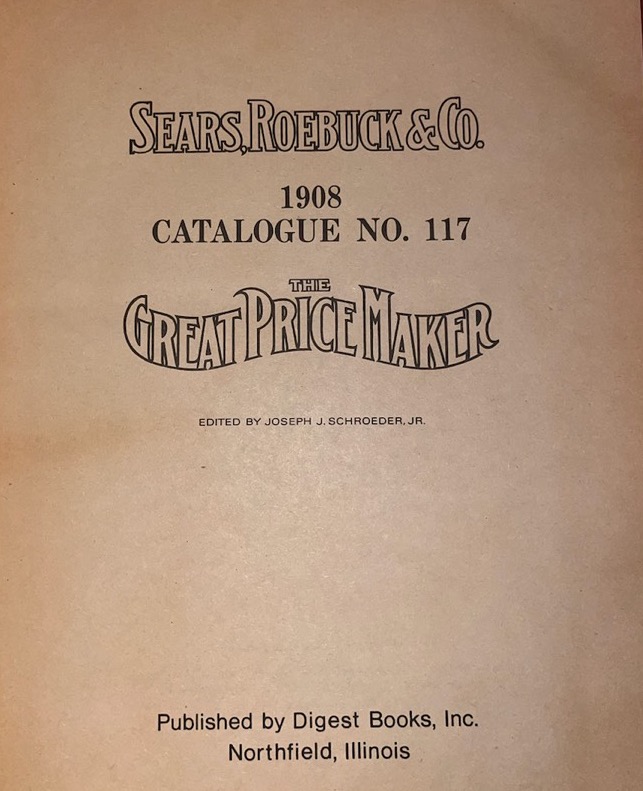 SEARS, ROEBUCK & CO.
1908
CATALOGUE NO. 117
THE
GREAT PRICE MAKER
EDITED BY JOSEPH J. SCHROEDER, JR.
Published by Digest Books, Inc.
Northfield, Illinois